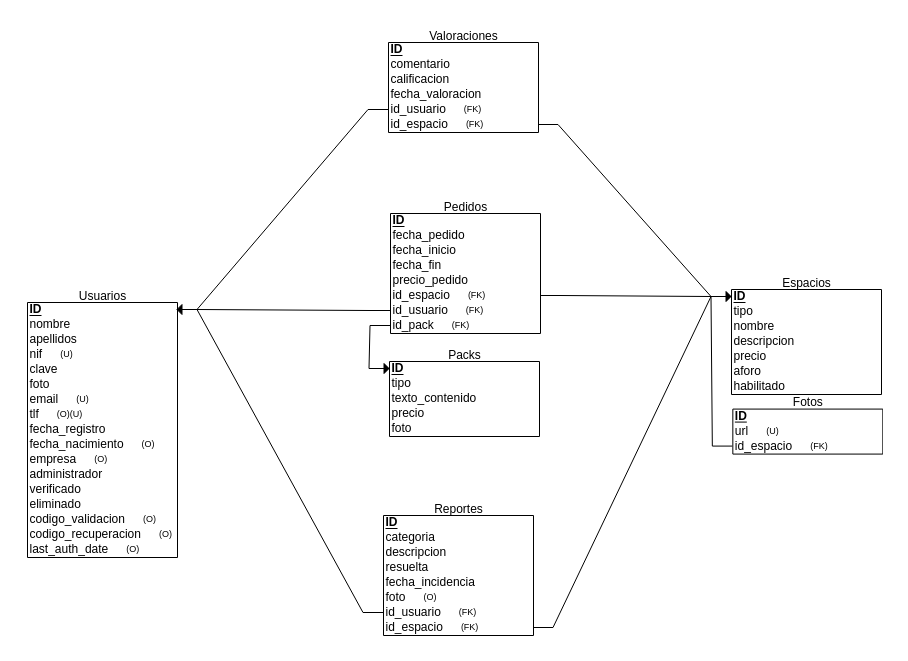 Valoraciones
ID
comentario
calificacion
fecha_valoracion
id_usuario (FK)
id_espacio (FK)
Pedidos
ID
fecha_pedido
fecha_inicio
fecha_fin
precio_pedido
id_espacio (FK)
id_usuario (FK)
id_pack (FK)
Usuarios
ID
nombre
apellidos
nif (U)
clave
foto
email (U)
tlf (O)(U)
fecha_registro
fecha_nacimiento (O)
empresa (O)
administrador
verificado
eliminado
codigo_validacion (O)
codigo_recuperacion (O)
last_auth_date (O)
Packs
ID
tipo
texto_contenido
precio
foto
Espacios
ID
tipo
nombre
descripcion
precio
aforo
habilitado
Fotos
ID
url (U)
id_espacio (FK)
Reportes
ID
categoria
descripcion
resuelta
fecha_incidencia
foto (O)
id_usuario (FK)
id_espacio (FK)